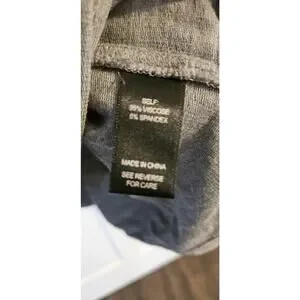 SELF:
95% VISCOSE
5% SPANDEX
MADE IN CHINA
SEE REVERSE
FOR CARE